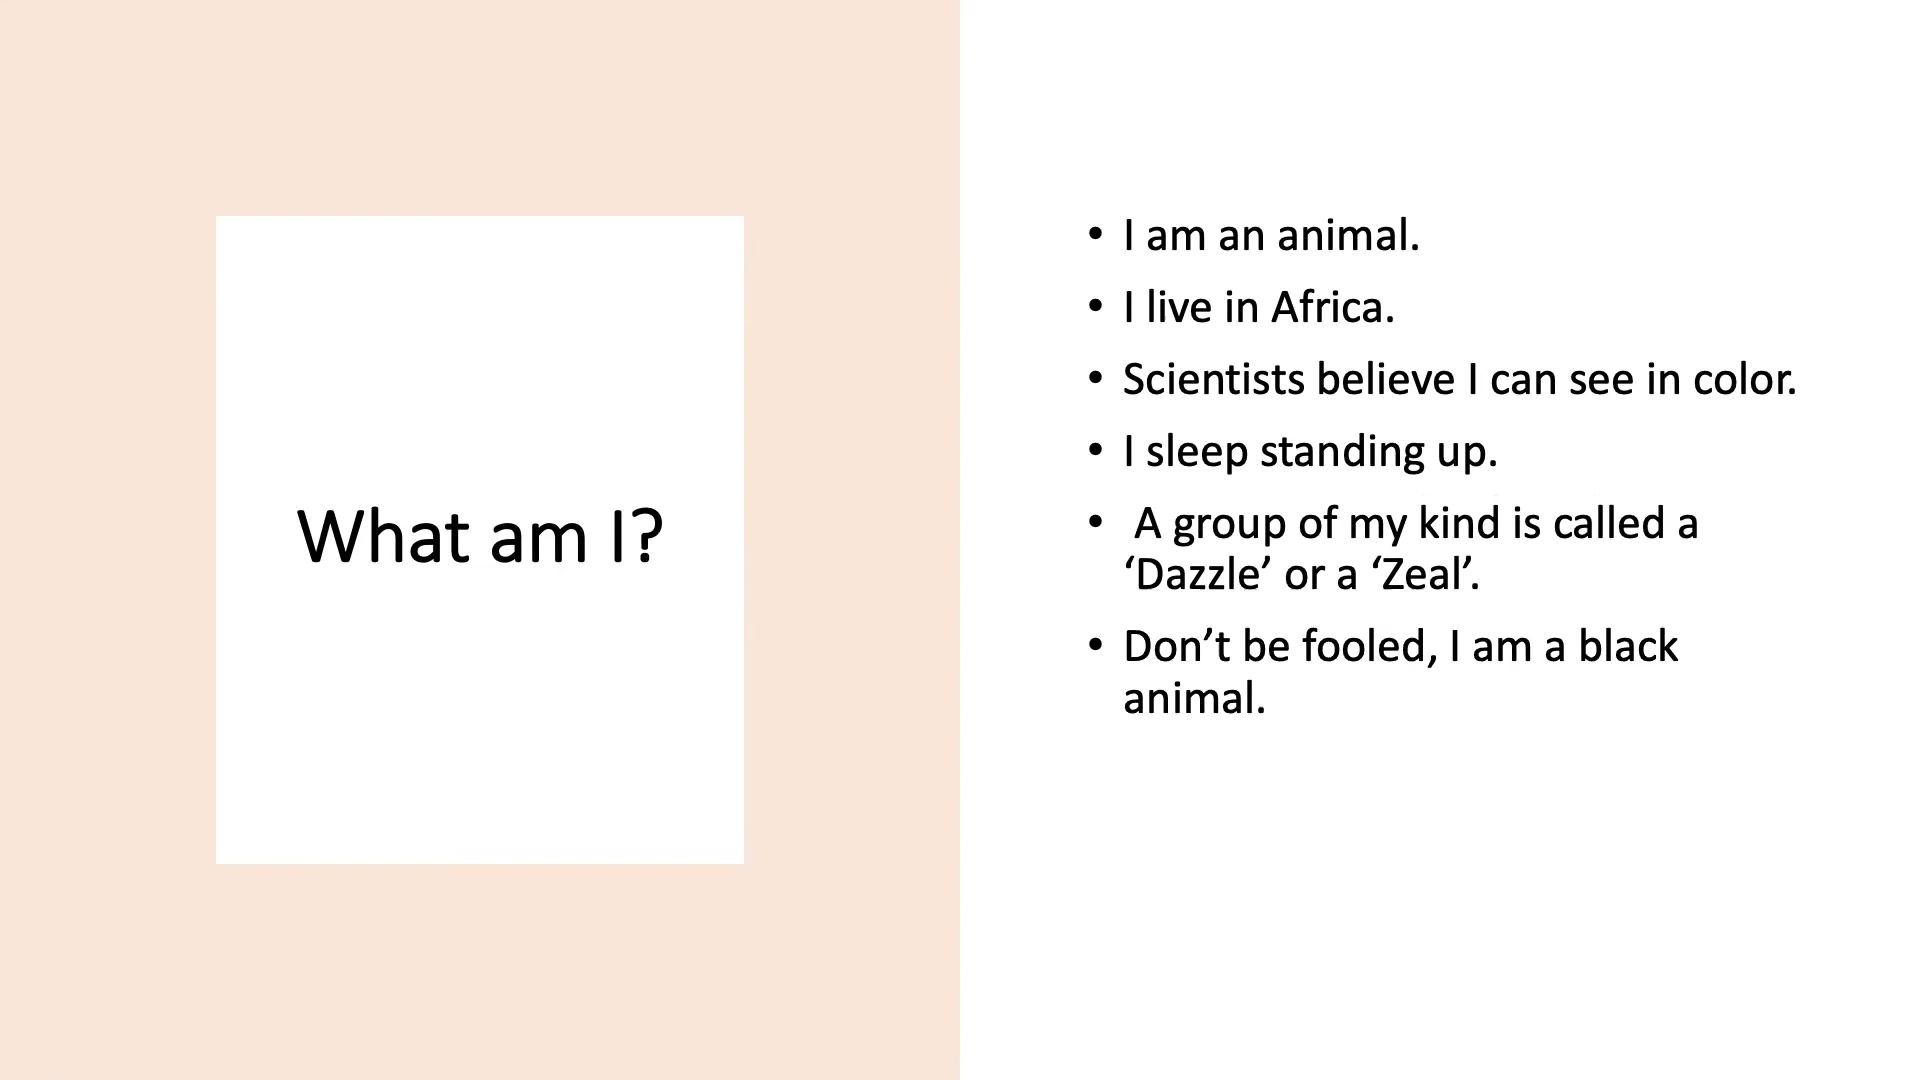 What am I?
• I am an animal.
• I live in Africa.
• Scientists believe I can see in color.
• I sleep standing up.
• A group of my kind is called a
‘Dazzle’ or a ‘Zeal’.
• Don’t be fooled, I am a black
animal.